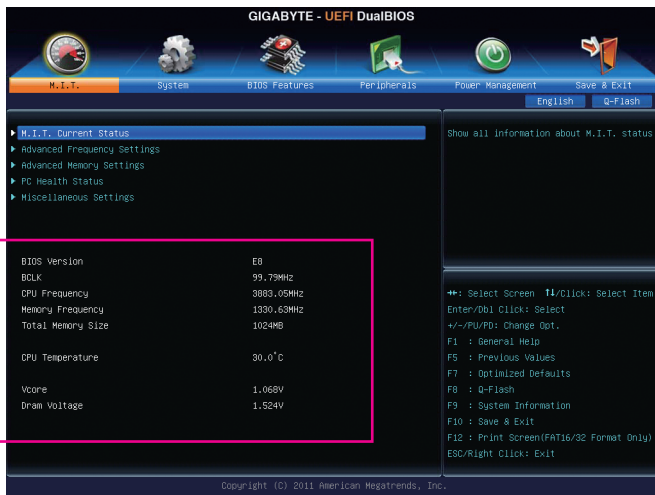 GIGABYTE - UEFI DualBIOS
M.I.T. System BIOS Features Peripherals Power Management Save & Exit
English Q-Flash
M.I.T. Current Status
Advanced Frequency Settings
Advanced Memory Settings
PC Health Status
Miscellaneous Settings
Show all information about M.I.T. status
BIOS Version E8
BCLK 99.79MHz
CPU Frequency 3883.05MHz
Memory Frequency 1330.63MHz
Total Memory Size 1024MB
CPU Temperature 30.0°C
Vcore 1.068V
Dram Voltage 1.524V
→←: Select Screen ↑↓/Click: Select Item
Enter/Dbl Click: Select
+/-/PU/PD: Change Opt.
F1 : General Help
F5 : Previous Values
F7 : Optimized Defaults
F8 : Q-Flash
F9 : System Information
F10 : Save & Exit
F12 : Print Screen(FAT16/32 Format Only)
ESC/Right Click: Exit
Copyright (C) 2011 American Megatrends, Inc.